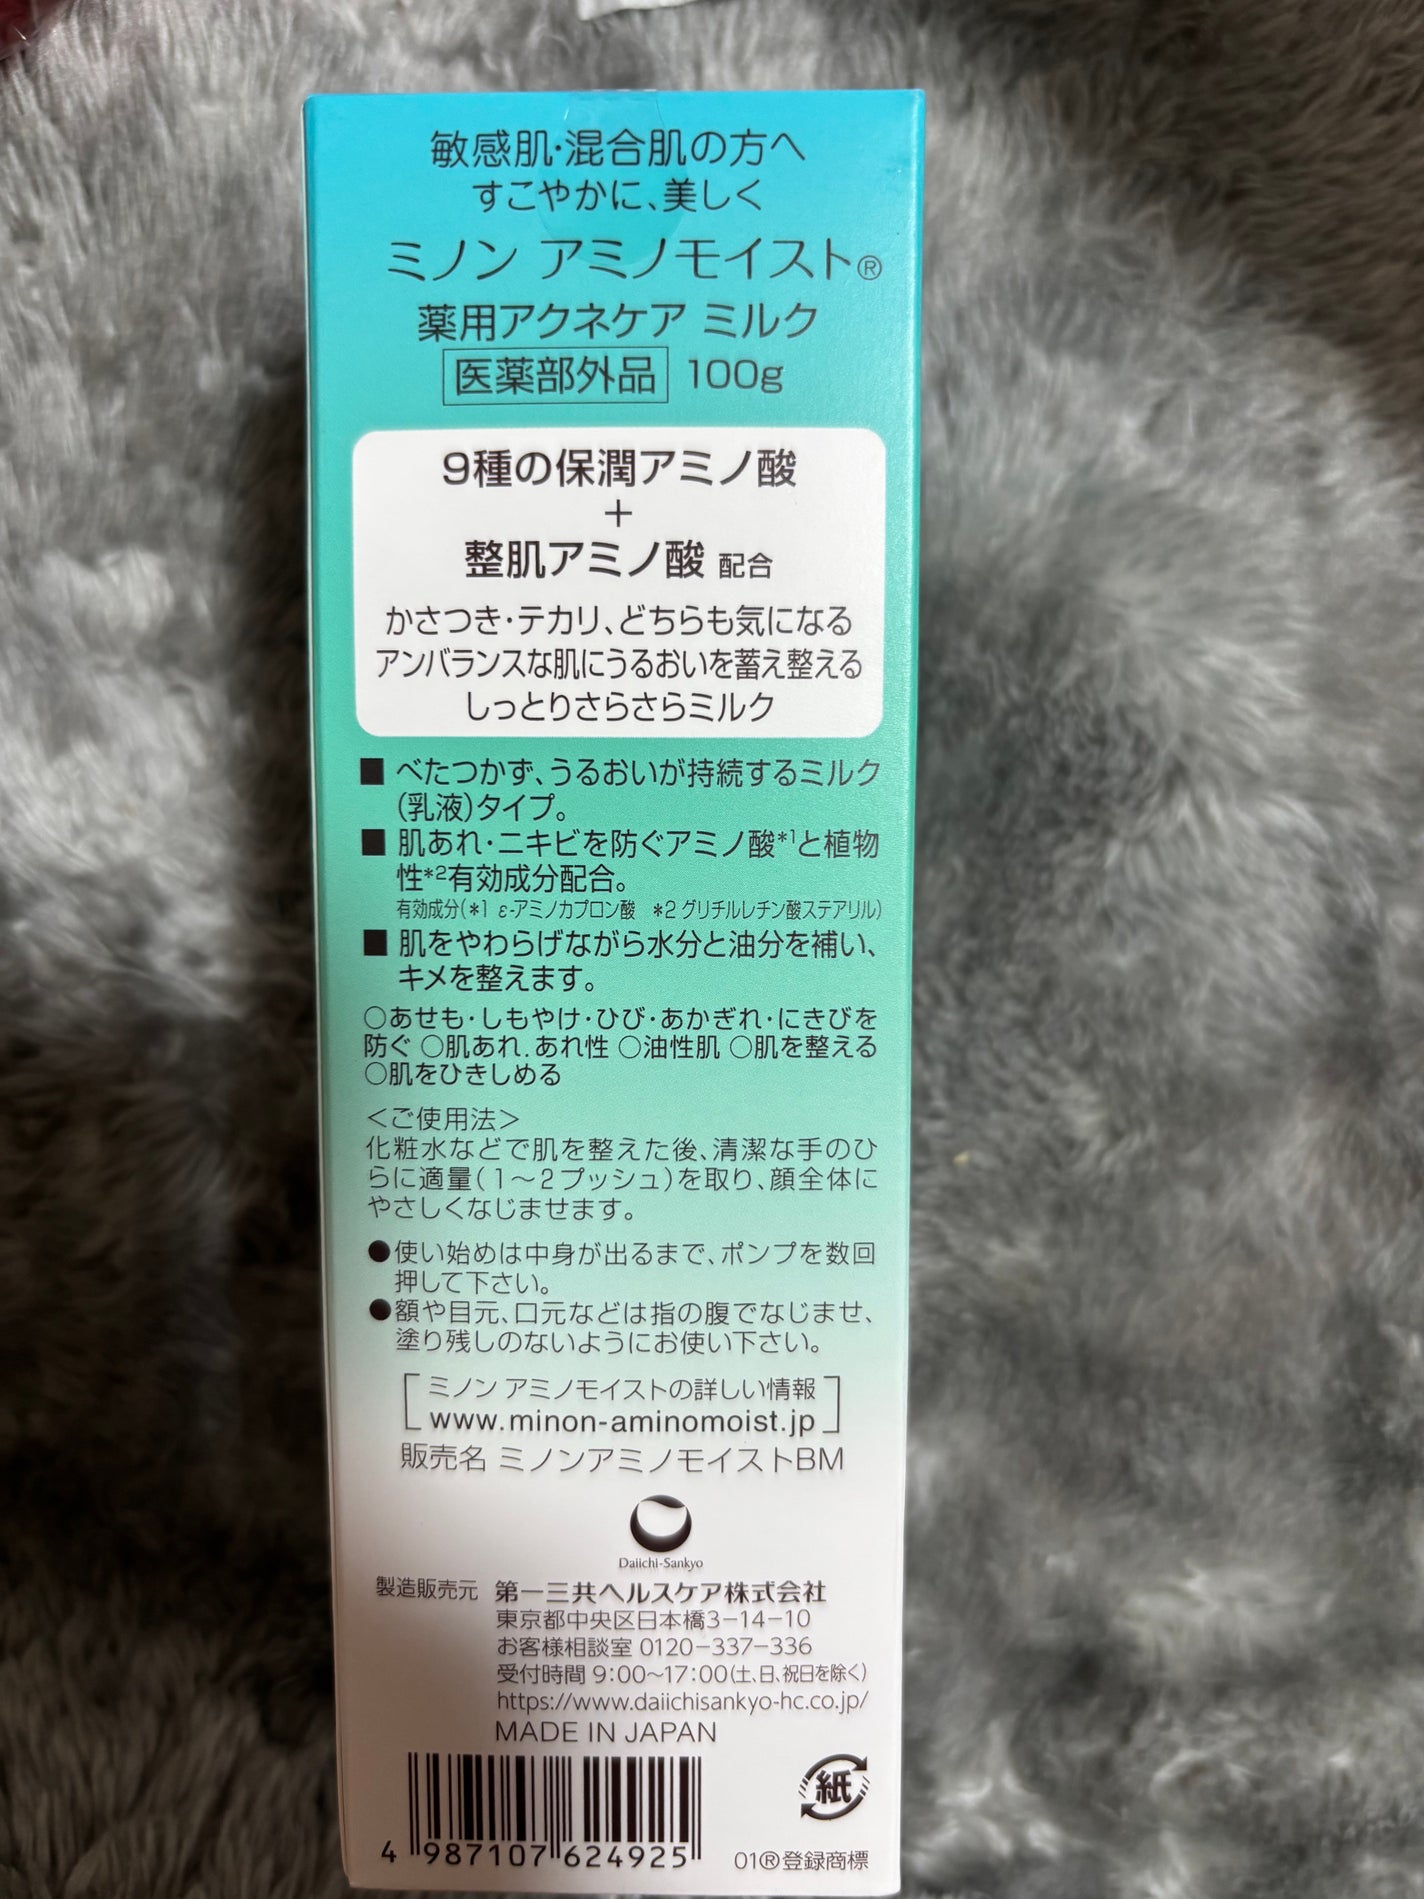 敏感肌・混合肌の方へ
すこやかに、美しく
ミノン アミノモイスト®
薬用アクネケア ミルク
医薬部外品 100g
9種の保潤アミノ酸
+
整肌アミノ酸 配合
かさつき・テカリ、どちらも気になる
アンバランスな肌にうるおいを蓄え整える
しっとりさらさらミルク
■ べたつかず、うるおいが持続するミルク
(乳液)タイプ。
■ 肌あれ・ニキビを防ぐアミノ酸*1と植物
性*2有効成分配合。
有効成分(*1 ε-アミノカプロン酸 *2 グリチルレチン酸ステアリル)
■ 肌をやわらげながら水分と油分を補い、
キメを整えます。
○あせも・しもやけ・ひび・あかぎれ・にきびを
防ぐ ○肌あれ.あれ性 ○油性肌 ○肌を整える
○肌をひきしめる
<ご使用法>
化粧水などで肌を整えた後、清潔な手のひ
らに適量(1〜2プッシュ)を取り、顔全体に
やさしくなじませます。
●使い始めは中身が出るまで、ポンプを数回
押して下さい。
●額や目元、口元などは指の腹でなじませ、
塗り残しのないようにお使い下さい。
ミノン アミノモイストの詳しい情報
www.minon-aminomoist.jp
販売名 ミノンアミノモイストBM
Daiichi-Sankyo
製造販売元 第一三共ヘルスケア株式会社
東京都中央区日本橋3-14-10
お客様相談室 0120-337-336
受付時間 9:00〜17:00(土、日、祝日を除く)
https://www.daiichisankyo-hc.co.jp/
MADE IN JAPAN
紙
4 987107 624925
01®登録商標